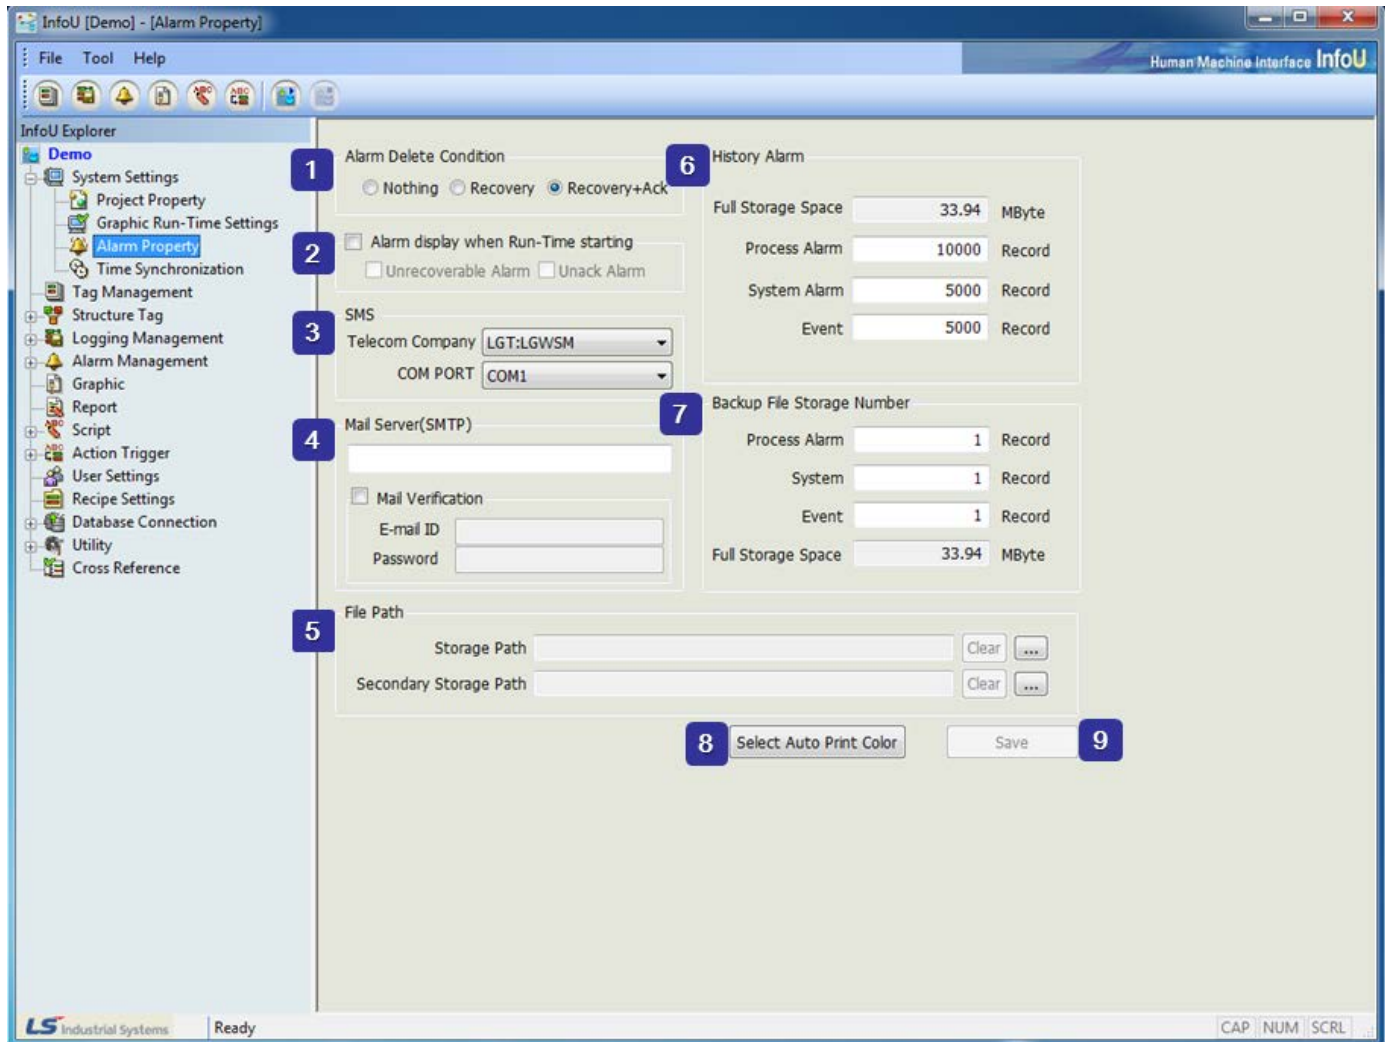 InfoU [Demo] - [Alarm Property]
File Tool Help
Human Machine Interface InfoU
InfoU Explorer
Demo
System Settings
Project Property
Graphic Run-Time Settings
Alarm Property
Time Synchronization
Tag Management
Structure Tag
Logging Management
Alarm Management
Graphic
Report
Script
Action Trigger
User Settings
Recipe Settings
Database Connection
Utility
Cross Reference
1
Alarm Delete Condition
Nothing Recovery Recovery+Ack
2
Alarm display when Run-Time starting
Unrecoverable Alarm Unack Alarm
3
SMS
Telecom Company LGT:LGWSM
COM PORT COM1
4
Mail Server(SMTP)
Mail Verification
E-mail ID
Password
5
File Path
Storage Path Clear ...
Secondary Storage Path Clear ...
6
History Alarm
Full Storage Space 33.94 MByte
Process Alarm 10000 Record
System Alarm 5000 Record
Event 5000 Record
7
Backup File Storage Number
Process Alarm 1 Record
System 1 Record
Event 1 Record
Full Storage Space 33.94 MByte
8 Select Auto Print Color
Save 9
LS Industrial Systems Ready
CAP NUM SCRL